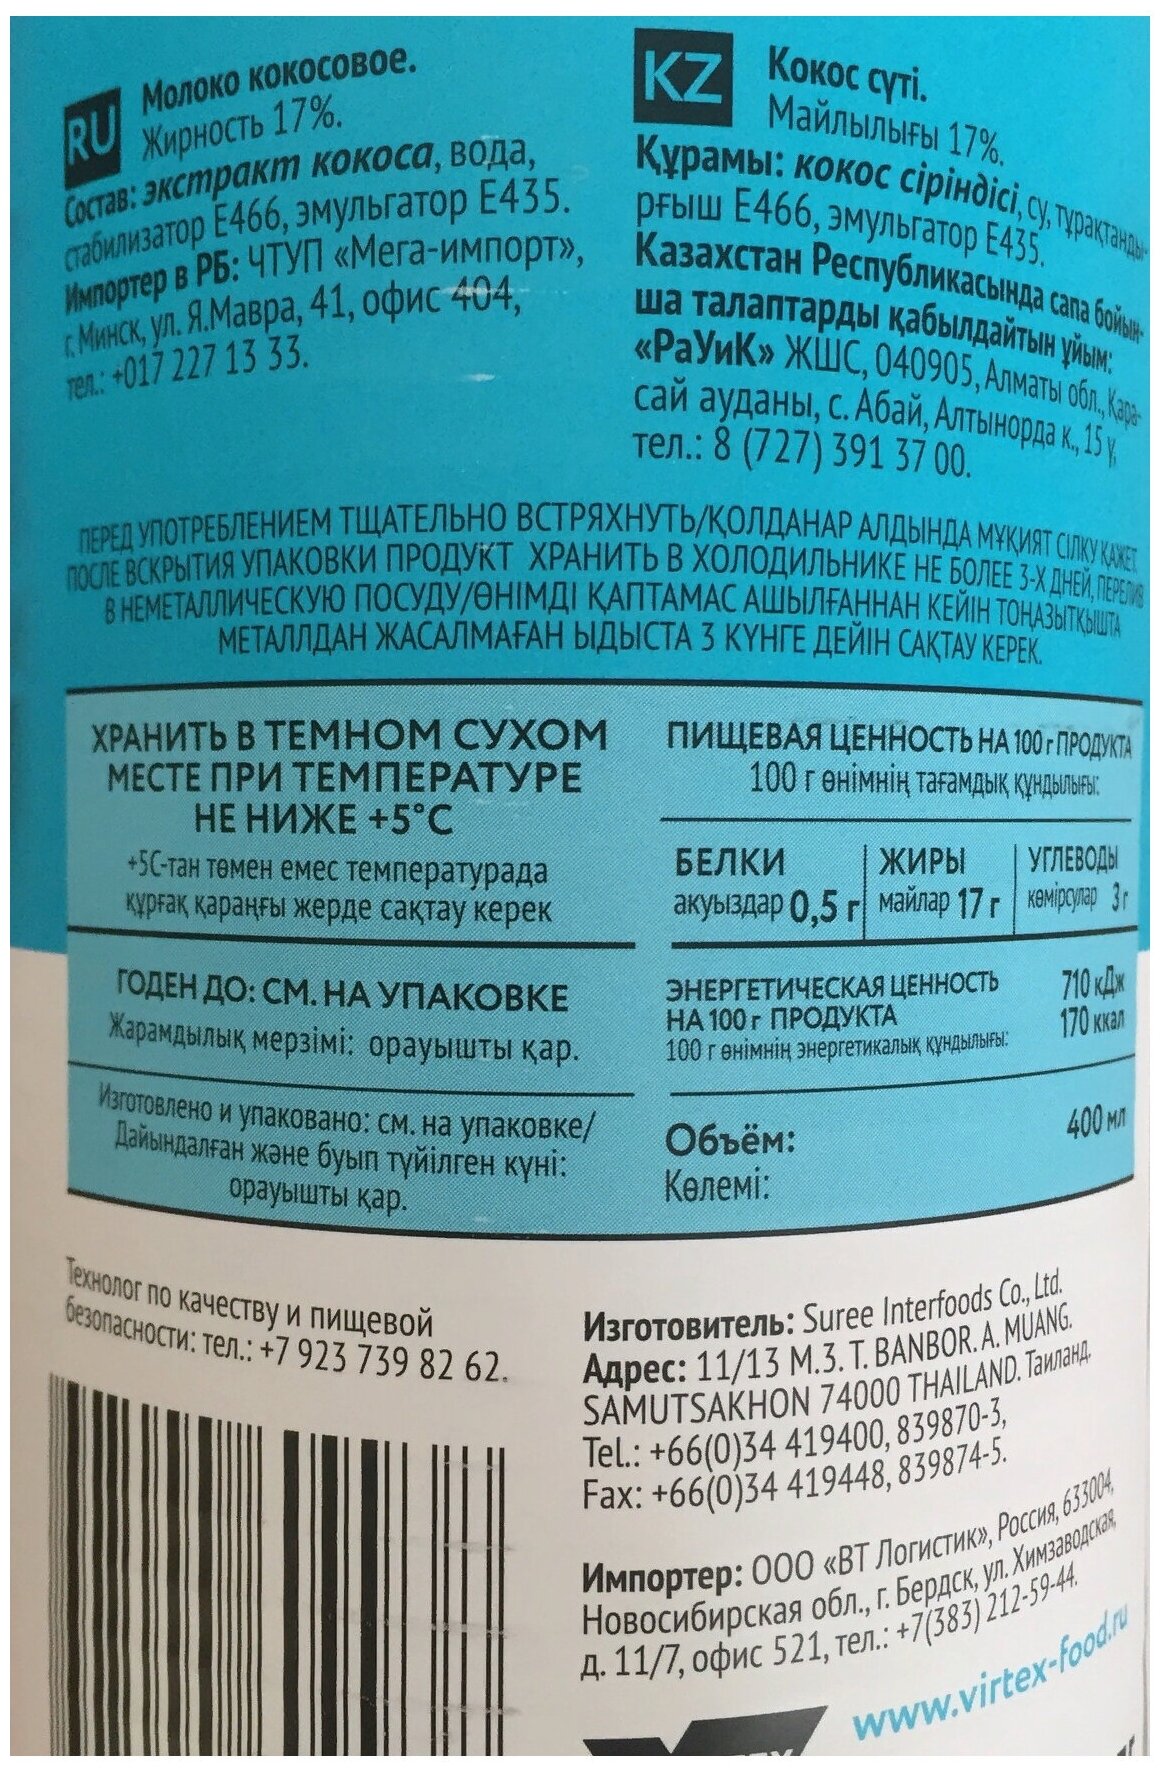 RU
Молоко кокосовое.
Жирность 17%.
Состав: экстракт кокоса, вода,
стабилизатор Е466, эмульгатор Е435.
Импортер в РБ: ЧТУП «Мега-импорт»,
г. Минск, ул. Я.Мавра, 41, офис 404,
тел.: +017 227 13 33.
KZ
Кокос сүті.
Майлылығы 17%.
Құрамы: кокос сіріндісі, су, тұрақтанды-
рғыш Е466, эмульгатор Е435.
Казахстан Республикасында сапа бойын-
ша талаптарды қабылдайтын ұйым:
«РаУиК» ЖШС, 040905, Алматы обл., Қара-
сай ауданы, с. Абай, Алтынорда к., 15 ү,
тел.: 8 (727) 391 37 00.
ПЕРЕД УПОТРЕБЛЕНИЕМ ТЩАТЕЛЬНО ВСТРЯХНУТЬ/ҚОЛДАНАР АЛДЫНДА МҰҚИЯТ СІЛКУ ҚАЖЕТ
ПОСЛЕ ВСКРЫТИЯ УПАКОВКИ ПРОДУКТ ХРАНИТЬ В ХОЛОДИЛЬНИКЕ НЕ БОЛЕЕ 3-Х ДНЕЙ, ПЕРЕЛИВ
В НЕМЕТАЛЛИЧЕСКУЮ ПОСУДУ/ӨНІМДІ ҚАПТАМАС АШЫЛҒАННАН КЕЙІН ТОҢАЗЫТҚЫШТА
МЕТАЛЛДАН ЖАСАЛМАҒАН ЫДЫСТА 3 КҮНГЕ ДЕЙІН САҚТАУ КЕРЕК.
ХРАНИТЬ В ТЕМНОМ СУХОМ
МЕСТЕ ПРИ ТЕМПЕРАТУРЕ
НЕ НИЖЕ +5°С
+5С-тан төмен емес температурада
құрғақ қараңғы жерде сақтау керек
ГОДЕН ДО: СМ. НА УПАКОВКЕ
Жарамдылық мерзімі: орауышты қар.
Изготовлено и упаковано: см. на упаковке/
Дайындалған және буып түйілген күні:
орауышты қар.
ПИЩЕВАЯ ЦЕННОСТЬ НА 100 г ПРОДУКТА
100 г өнімнің тағамдық құндылығы:
БЕЛКИ
акуыздар 0,5 г
ЖИРЫ
майлар 17 г
УГЛЕВОДЫ
көмірсулар 3 г
ЭНЕРГЕТИЧЕСКАЯ ЦЕННОСТЬ 710 кДж
НА 100 г ПРОДУКТА 170 ккал
100 г өнімнің энергетикалық құндылығы:
Объём: 400 мл
Көлемі:
Технолог по качеству и пищевой
безопасности: тел.: +7 923 739 82 62.
Изготовитель: Suree Interfoods Co., Ltd.
Адрес: 11/13 M.3. T. BANBOR. A. MUANG.
SAMUTSAKHON 74000 THAILAND. Таиланд.
Tel.: +66(0)34 419400, 839870-3,
Fax: +66(0)34 419448, 839874-5.
Импортер: ООО «ВТ Логистик», Россия, 633004,
Новосибирская обл., г. Бердск, ул. Химзаводская,
д. 11/7, офис 521, тел.: +7(383) 212-59-44.
www.virtex-food.ru